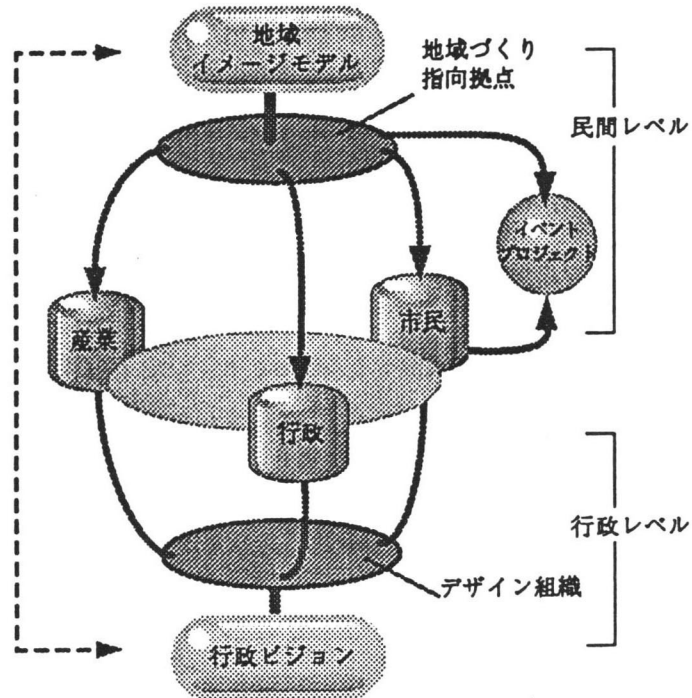 地域
イメージモデル
地域づくり
指向拠点
民間レベル
イベント
プロジェクト
産業
市民
行政
行政レベル
デザイン組織
行政ビジョン